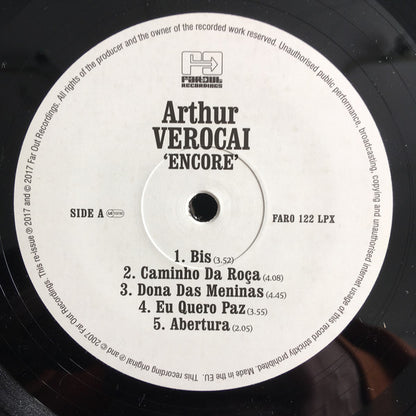 FAR OUT
RECORDINGS
Arthur
VEROCAI
‘ENCORE’
SIDE A
FARO 122 LPX
1. Bis (3.52)
2. Caminho Da Roça (4.08)
3. Dona Das Meninas (4.45)
4. Eu Quero Paz (3.55)
5. Abertura (2.05)
This recording original ℗ and © 2007 Far Out Recordings. This re-issue ℗ 2017 and © 2017 Far Out Recordings. All rights of the producer and owner of the recorded work reserved. Unauthorised public performance, broadcasting, copying and unauthorised internet usage of this record strictly prohibited. Made in the EU.